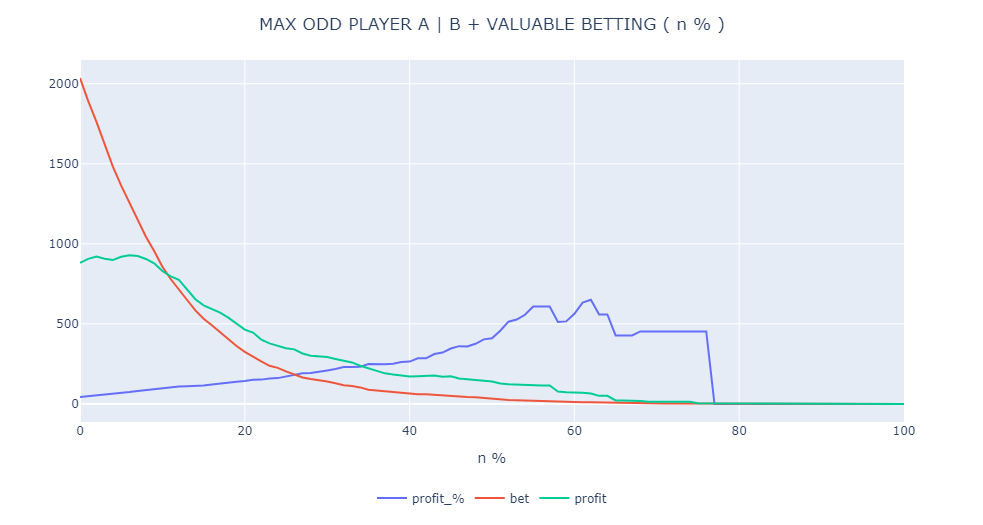 MAX ODD PLAYER A | B + VALUABLE BETTING ( n % )
2000
1500
1000
500
0
0 20 40 60 80 100
n %
profit_% bet profit